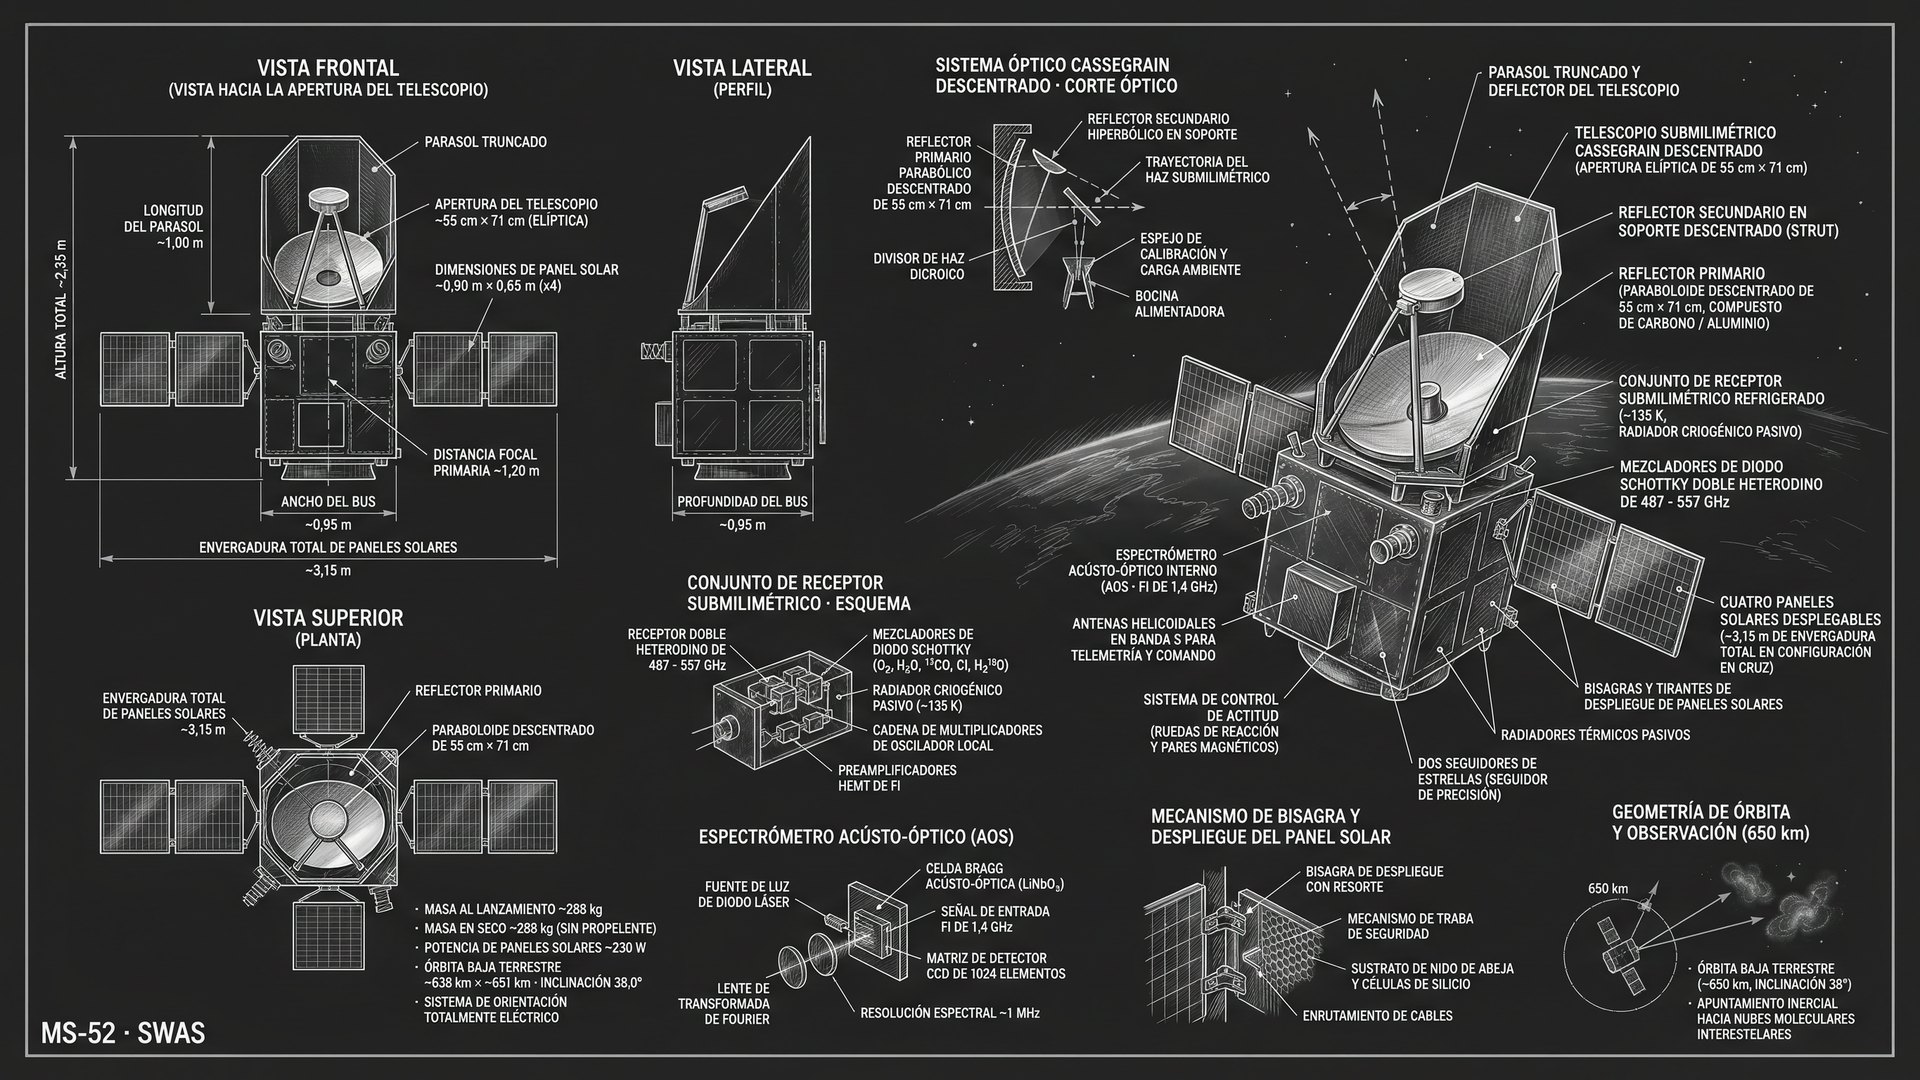 VISTA FRONTAL
(VISTA HACIA LA APERTURA DEL TELESCOPIO)
PARASOL TRUNCADO
LONGITUD
DEL PARASOL
~1,00 m
ALTURA TOTAL ~2,35 m
APERTURA DEL TELESCOPIO
~55 cm × 71 cm (ELÍPTICA)
DIMENSIONES DE PANEL SOLAR
~0,90 m × 0,65 m (x4)
DISTANCIA FOCAL
PRIMARIA ~1,20 m
ANCHO DEL BUS
~0,95 m
ENVERGADURA TOTAL DE PANELES SOLARES
~3,15 m
VISTA LATERAL
(PERFIL)
PROFUNDIDAD DEL BUS
~0,95 m
SISTEMA ÓPTICO CASSEGRAIN
DESCENTRADO · CORTE ÓPTICO
REFLECTOR SECUNDARIO
HIPERBÓLICO EN SOPORTE
REFLECTOR
PRIMARIO
PARABÓLICO
DESCENTRADO
DE 55 cm × 71 cm
TRAYECTORIA DEL
HAZ SUBMILIMÉTRICO
DIVISOR DE HAZ
DICROICO
ESPEJO DE
CALIBRACIÓN Y
CARGA AMBIENTE
BOCINA
ALIMENTADORA
PARASOL TRUNCADO Y
DEFLECTOR DEL TELESCOPIO
TELESCOPIO SUBMILIMÉTRICO
CASSEGRAIN DESCENTRADO
(APERTURA ELÍPTICA DE 55 cm × 71 cm)
REFLECTOR SECUNDARIO EN
SOPORTE DESCENTRADO (STRUT)
REFLECTOR PRIMARIO
(PARABOLOIDE DESCENTRADO DE
55 cm × 71 cm, COMPUESTO
DE CARBONO / ALUMINIO)
CONJUNTO DE RECEPTOR
SUBMILIMÉTRICO REFRIGERADO
(~135 K,
RADIADOR CRIOGÉNICO PASIVO)
MEZCLADORES DE DIODO
SCHOTTKY DOBLE HETERODINO
DE 487 - 557 GHz
ESPECTRÓMETRO
ACÚSTO-ÓPTICO INTERNO
(AOS · FI DE 1,4 GHz)
ANTENAS HELICOIDALES
EN BANDA S PARA
TELEMETRÍA Y COMANDO
SISTEMA DE CONTROL
DE ACTITUD
(RUEDAS DE REACCIÓN
Y PARES MAGNÉTICOS)
CUATRO PANELES
SOLARES DESPLEGABLES
(~3,15 m DE ENVERGADURA
TOTAL EN CONFIGURACIÓN
EN CRUZ)
BISAGRAS Y TIRANTES DE
DESPLIEGUE DE PANELES SOLARES
RADIADORES TÉRMICOS PASIVOS
DOS SEGUIDORES DE
ESTRELLAS (SEGUIDOR
DE PRECISIÓN)
VISTA SUPERIOR
(PLANTA)
ENVERGADURA TOTAL
DE PANELES SOLARES
~3,15 m
REFLECTOR PRIMARIO
PARABOLOIDE DESCENTRADO
DE 55 cm × 71 cm
· MASA AL LANZAMIENTO ~288 kg
· MASA EN SECO ~288 kg (SIN PROPELENTE)
· POTENCIA DE PANELES SOLARES ~230 W
· ÓRBITA BAJA TERRESTRE
~638 km × ~651 km · INCLINACIÓN 38,0°
· SISTEMA DE ORIENTACIÓN
TOTALMENTE ELÉCTRICO
CONJUNTO DE RECEPTOR
SUBMILIMÉTRICO · ESQUEMA
RECEPTOR DOBLE
HETERODINO DE
487 - 557 GHz
MEZCLADORES DE
DIODO SCHOTTKY
(O₂, H₂O, ¹³CO, CI, H₂¹⁸O)
RADIADOR CRIOGÉNICO
PASIVO (~135 K)
CADENA DE MULTIPLICADORES
DE OSCILADOR LOCAL
PREAMPLIFICADORES
HEMT DE FI
ESPECTRÓMETRO ACÚSTO-ÓPTICO (AOS)
FUENTE DE LUZ
DE DIODO LÁSER
CELDA BRAGG
ACÚSTO-ÓPTICA (LiNbO₃)
SEÑAL DE ENTRADA
FI DE 1,4 GHz
MATRIZ DE DETECTOR
CCD DE 1024 ELEMENTOS
LENTE DE
TRANSFORMADA
DE FOURIER
RESOLUCIÓN ESPECTRAL ~1 MHz
MECANISMO DE BISAGRA Y
DESPLIEGUE DEL PANEL SOLAR
BISAGRA DE DESPLIEGUE
CON RESORTE
MECANISMO DE TRABA
DE SEGURIDAD
SUSTRATO DE NIDO DE ABEJA
Y CÉLULAS DE SILICIO
ENRUTAMIENTO DE CABLES
GEOMETRÍA DE ÓRBITA
Y OBSERVACIÓN (650 km)
650 km
· ÓRBITA BAJA TERRESTRE
(~650 km, INCLINACIÓN 38°)
· APUNTAMIENTO INERCIAL
HACIA NUBES MOLECULARES
INTERESTELARES
MS-52 · SWAS